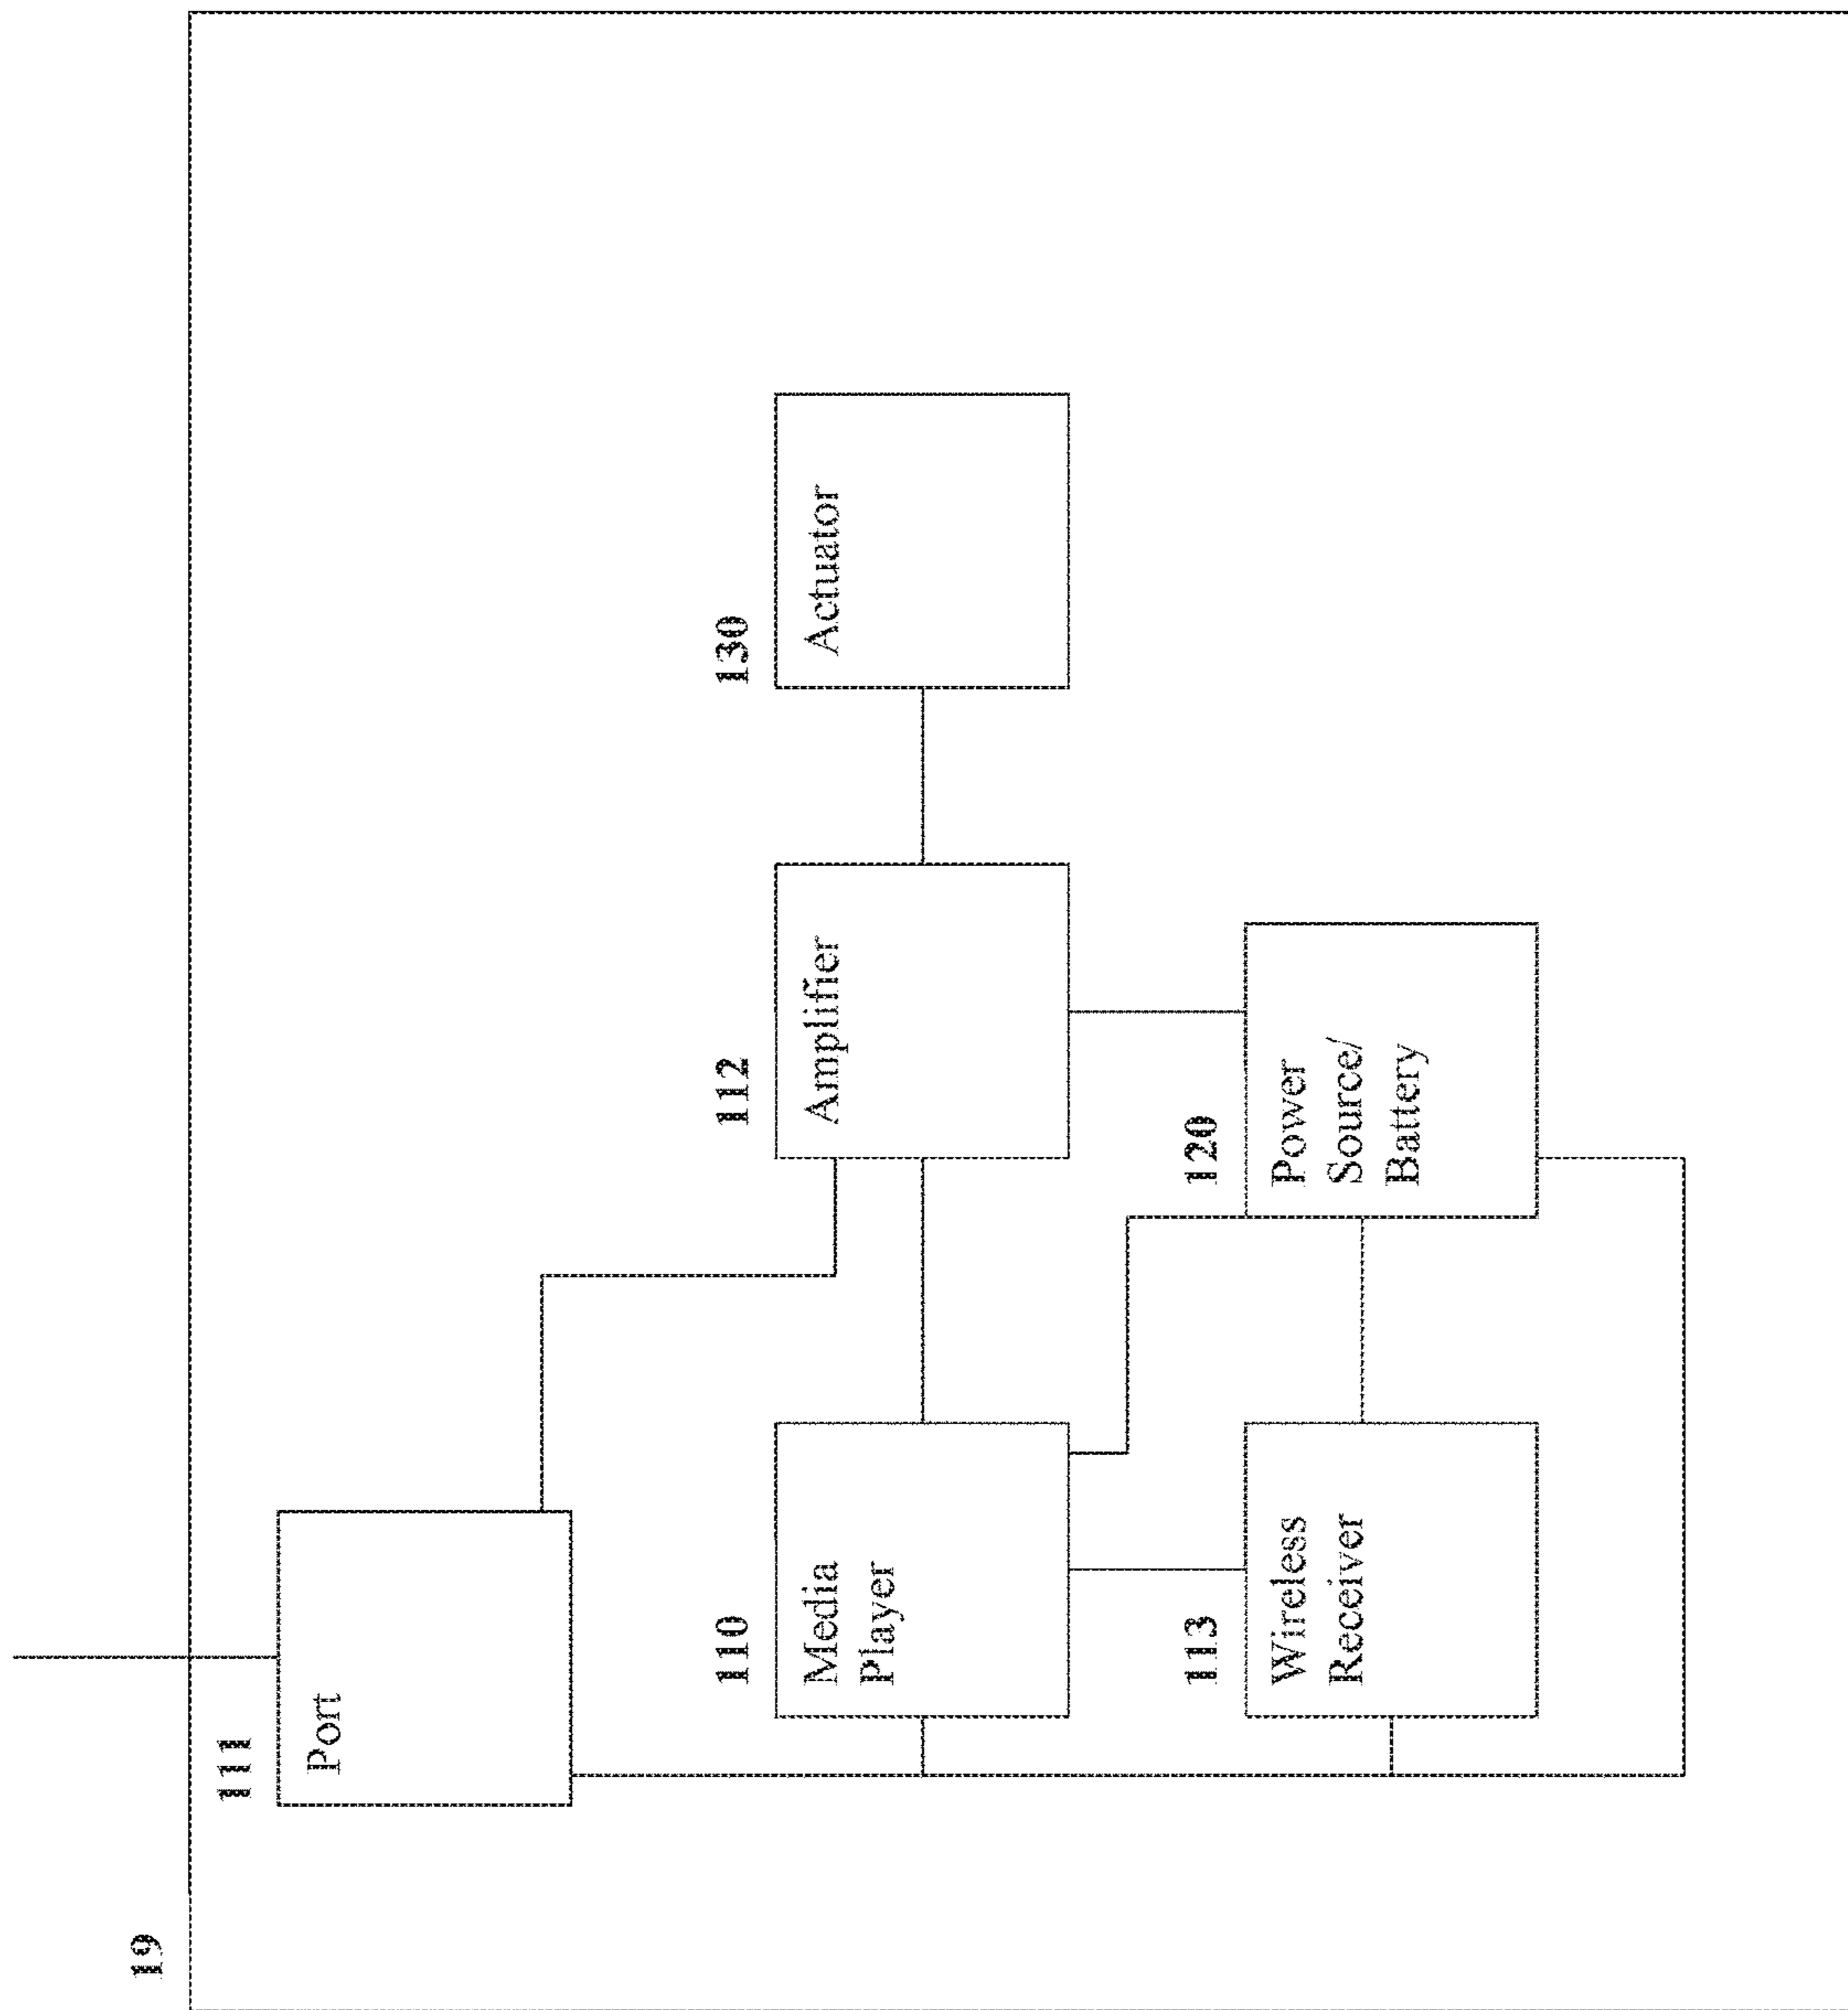 19
111
Port
110
Media
Player
112
Amplifier
130
Actuator
113
Wireless
Receiver
120
Power
Source/
Battery